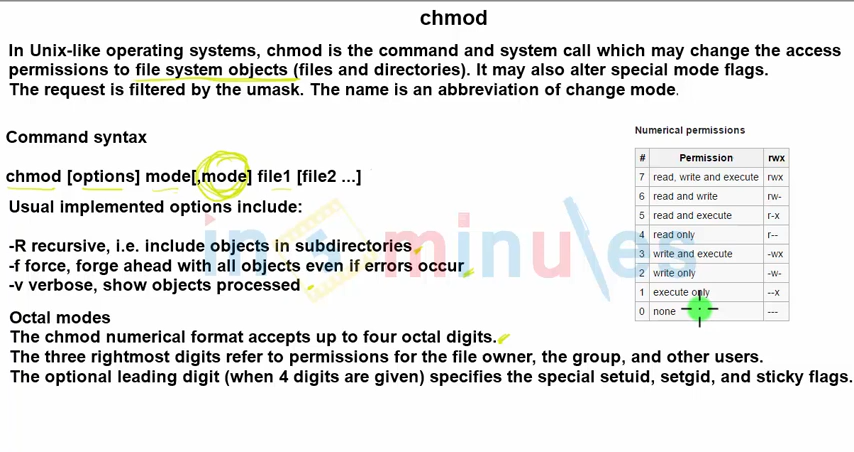 chmod
In Unix-like operating systems, chmod is the command and system call which may change the access
permissions to file system objects (files and directories). It may also alter special mode flags.
The request is filtered by the umask. The name is an abbreviation of change mode.
Command syntax
chmod [options] mode[,mode] file1 [file2 ...]
Usual implemented options include:
-R recursive, i.e. include objects in subdirectories
-f force, forge ahead with all objects even if errors occur
-v verbose, show objects processed
Octal modes
The chmod numerical format accepts up to four octal digits.
The three rightmost digits refer to permissions for the file owner, the group, and other users.
The optional leading digit (when 4 digits are given) specifies the special setuid, setgid, and sticky flags.
Numerical permissions
# Permission rwx
7 read, write and execute rwx
6 read and write rw-
5 read and execute r-x
4 read only r--
3 write and execute -wx
2 write only -w-
1 execute only --x
0 none ---
in 3 minutes